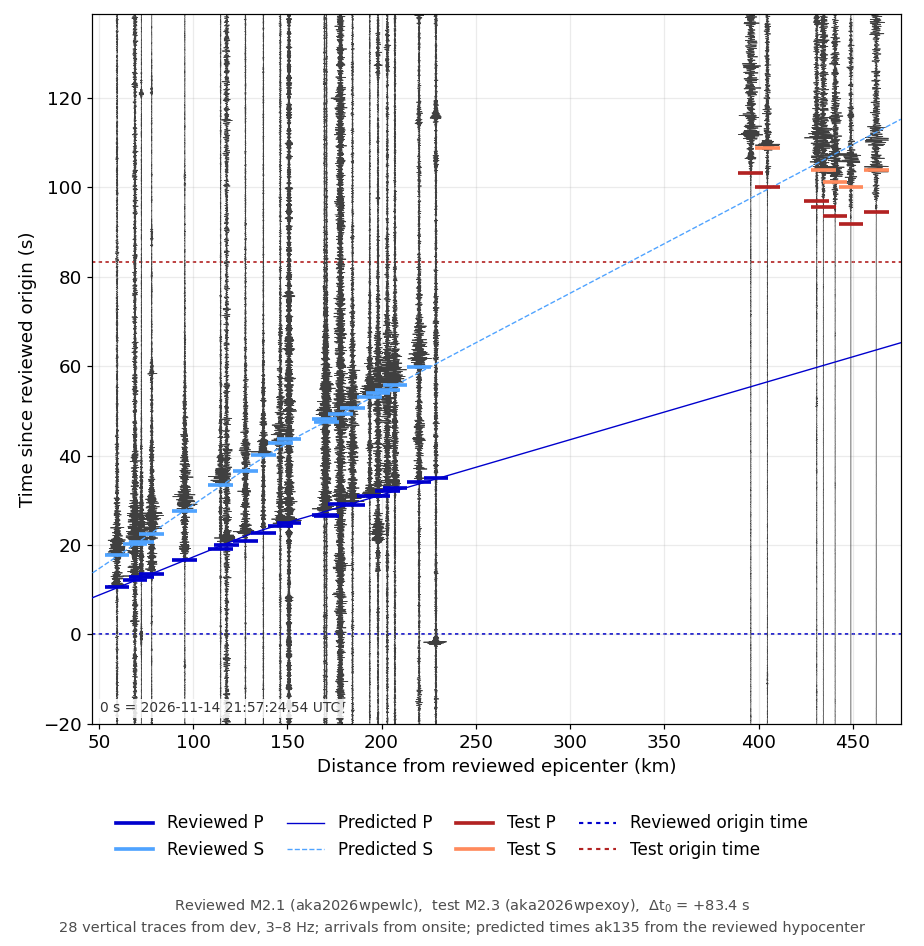 Time since reviewed origin (s)
120
100
80
60
40
20
0
−20
0 s = 2026-11-14 21:57:24.54 UTC
50 100 150 200 250 300 350 400 450
Distance from reviewed epicenter (km)
Reviewed P Predicted P Test P Reviewed origin time
Reviewed S Predicted S Test S Test origin time
Reviewed M2.1 (aka2026wpewlc), test M2.3 (aka2026wpexoy), Δt₀ = +83.4 s
28 vertical traces from dev, 3–8 Hz; arrivals from onsite; predicted times ak135 from the reviewed hypocenter